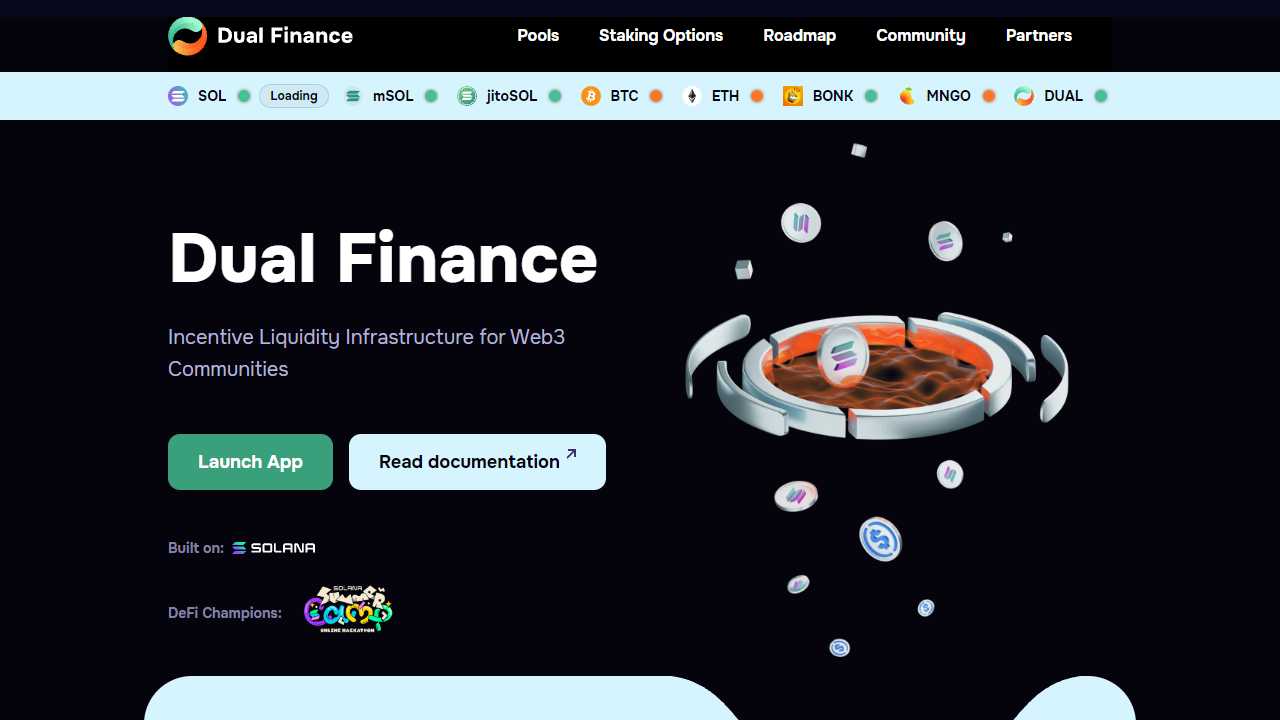 Dual Finance
Pools Staking Options Roadmap Community Partners
SOL Loading mSOL jitoSOL BTC ETH BONK MNGO DUAL
Dual Finance
Incentive Liquidity Infrastructure for Web3
Communities
Launch App Read documentation
Built on: SOLANA
DeFi Champions: SOLANA
SUMMER
Camp
ONLINE HACKATHON